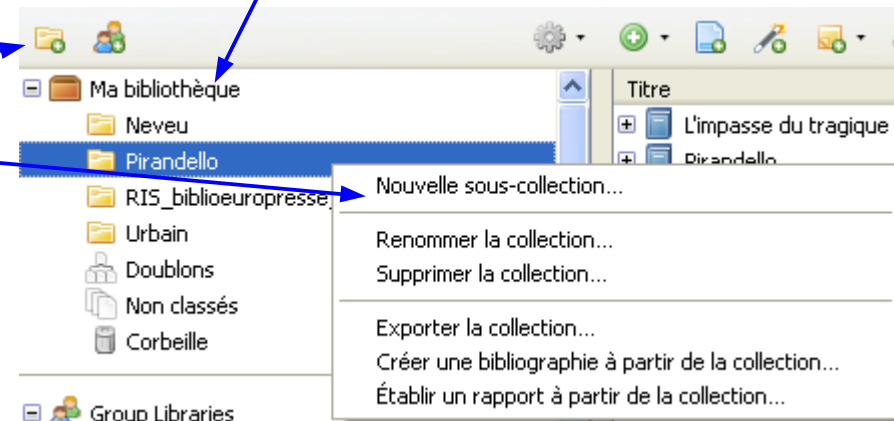 Ma bibliothèque
Titre
Neveu
L'impasse du tragique
Pirandello
Pirandello
Nouvelle sous-collection...
RIS_biblioeuropresse_
Urbain
Renommer la collection...
Doublons
Supprimer la collection...
Non classés
Exporter la collection...
Corbeille
Créer une bibliographie à partir de la collection...
Établir un rapport à partir de la collection...
Group Libraries